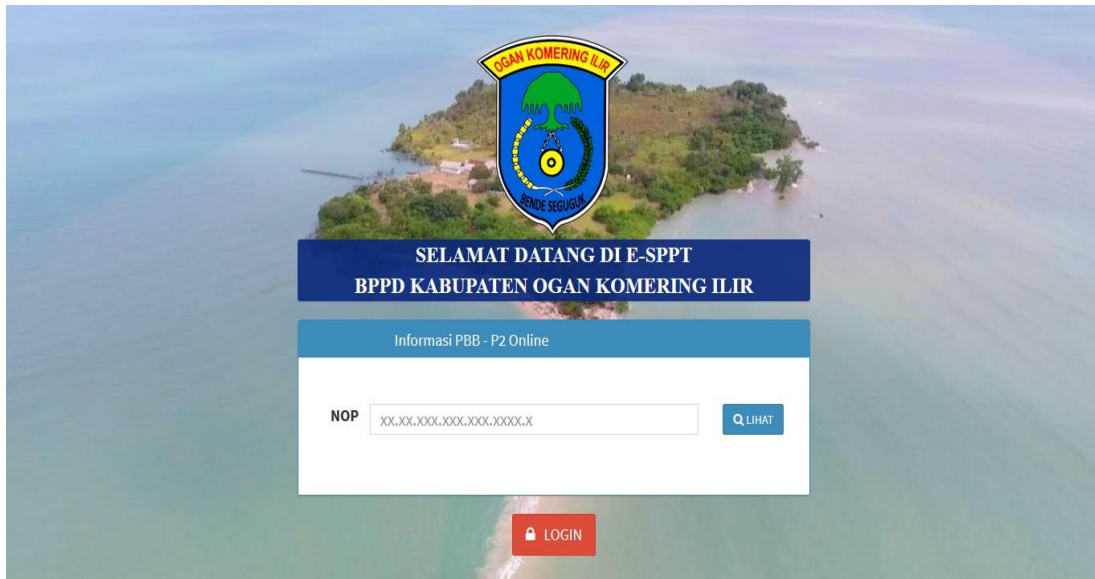 OGAN KOMERING ILIR
BENDE SEGUGUK
SELAMAT DATANG DI E-SPPT
BPPD KABUPATEN OGAN KOMERING ILIR
Informasi PBB - P2 Online
NOP
XX.XX.XXX.XXX.XXX.XXXX.X
LIHAT
LOGIN